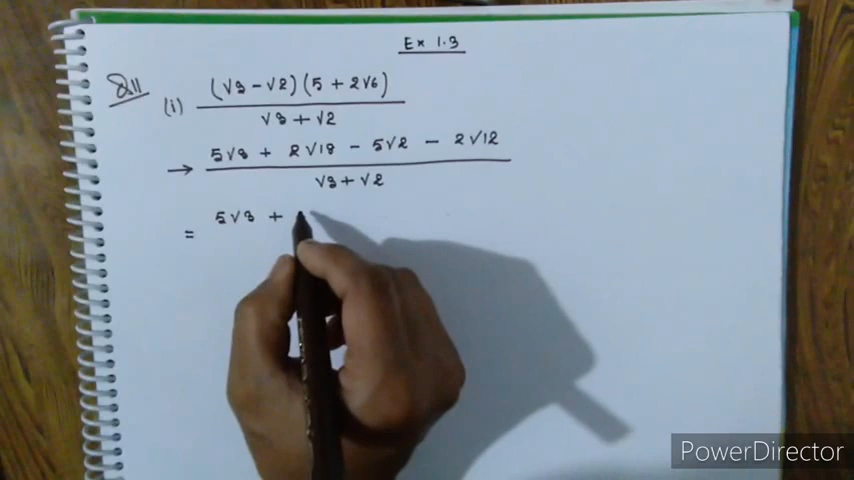 Ex 1.3
Q.11
(i) (√3 - √2) (5 + 2√6)
√3 + √2
→ 5√3 + 2√18 - 5√2 - 2√12
√3 + √2
= 5√3 +
PowerDirector